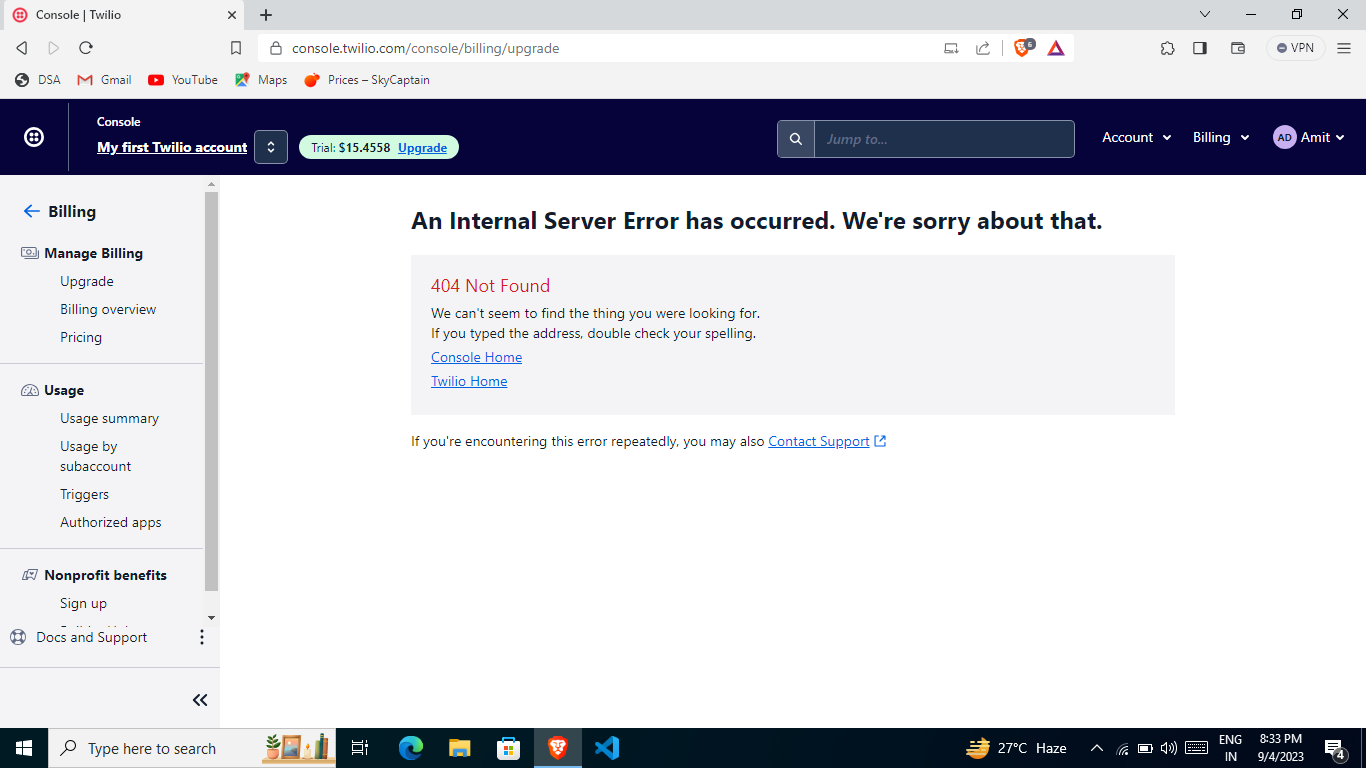 Console | Twilio
console.twilio.com/console/billing/upgrade
6
VPN
DSA
Gmail
YouTube
Maps
Prices – SkyCaptain
Console
My first Twilio account
Trial: $15.4558 Upgrade
Jump to...
Account
Billing
AD
Amit
Billing
Manage Billing
Upgrade
Billing overview
Pricing
Usage
Usage summary
Usage by
subaccount
Triggers
Authorized apps
Nonprofit benefits
Sign up
Docs and Support
An Internal Server Error has occurred. We're sorry about that.
404 Not Found
We can't seem to find the thing you were looking for.
If you typed the address, double check your spelling.
Console Home
Twilio Home
If you're encountering this error repeatedly, you may also Contact Support
Type here to search
27°C Haze
ENG
IN
8:33 PM
9/4/2023
4